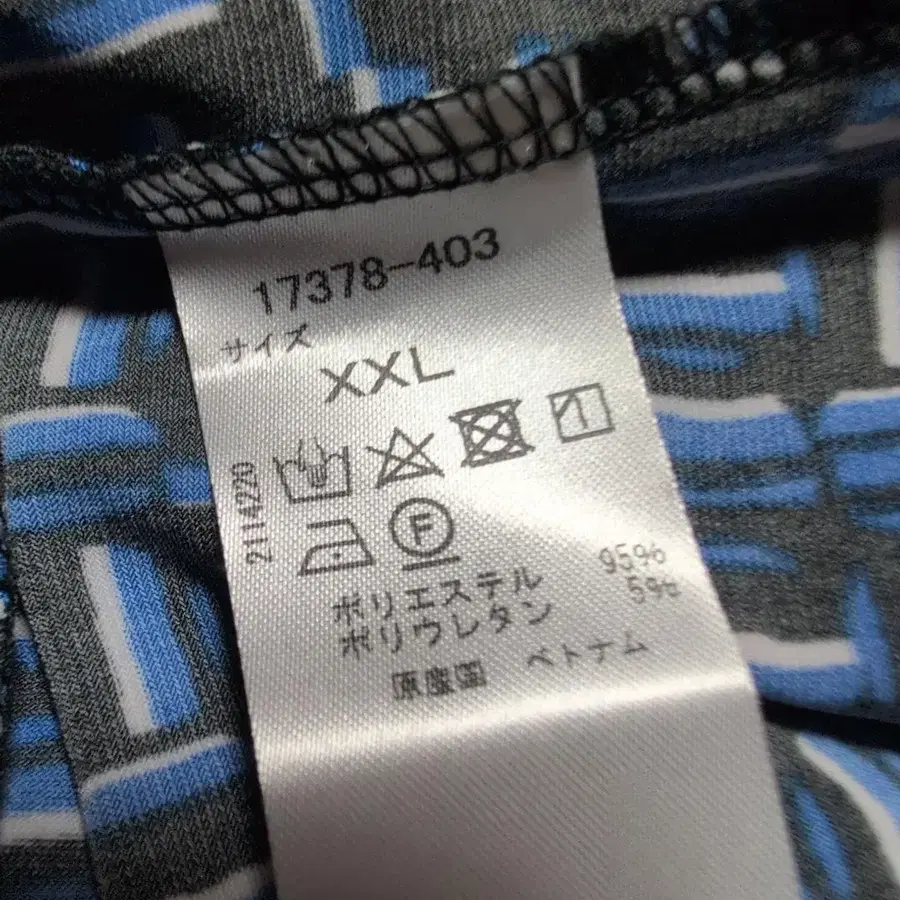 17378-403
サイズ
XXL
2114220
F
ポリエステル 95%
ポリウレタン 5%
原産国 ベトナム